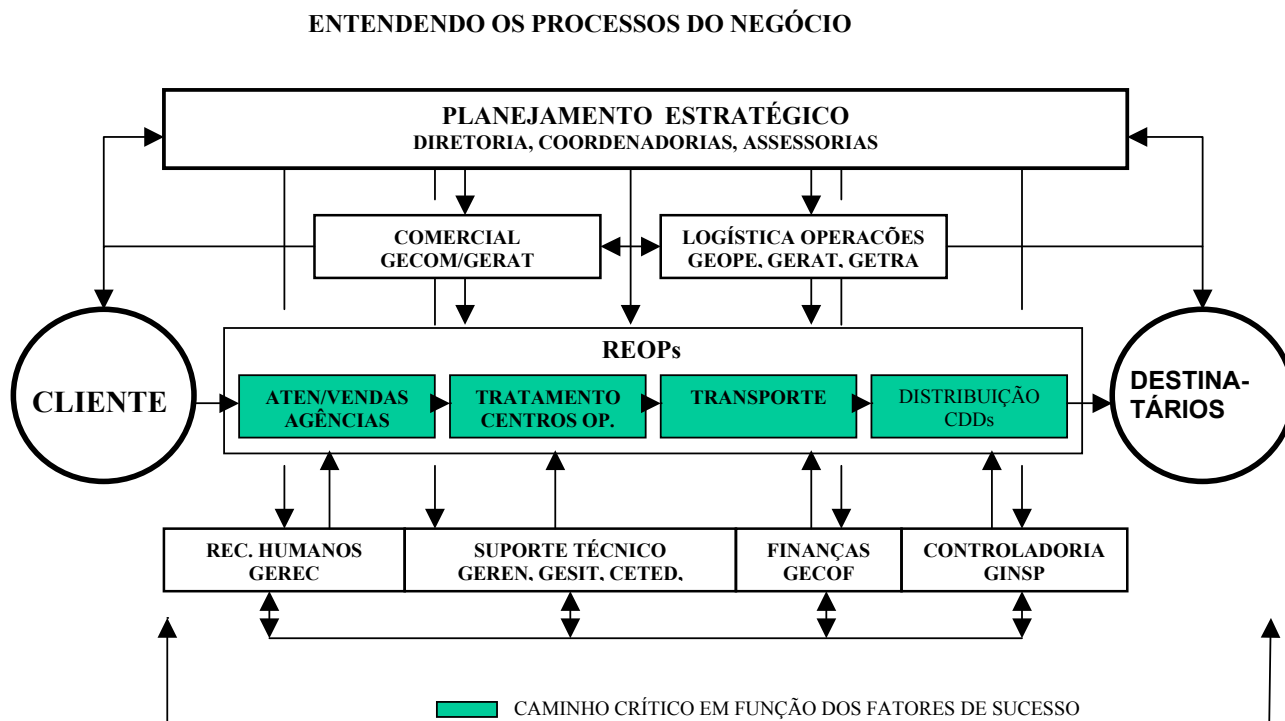 ENTENDENDO OS PROCESSOS DO NEGÓCIO
PLANEJAMENTO ESTRATÉGICO
DIRETORIA, COORDENADORIAS, ASSESSORIAS
COMERCIAL
GECOM/GERAT
LOGÍSTICA OPERACÕES
GEOPE, GERAT, GETRA
REOPs
CLIENTE
ATEN/VENDAS
AGÊNCIAS
TRATAMENTO
CENTROS OP.
TRANSPORTE
DISTRIBUIÇÃO
CDDs
DESTINA-
TÁRIOS
REC. HUMANOS
GEREC
SUPORTE TÉCNICO
GEREN, GESIT, CETED,
FINANÇAS
GECOF
CONTROLADORIA
GINSP
CAMINHO CRÍTICO EM FUNÇÃO DOS FATORES DE SUCESSO